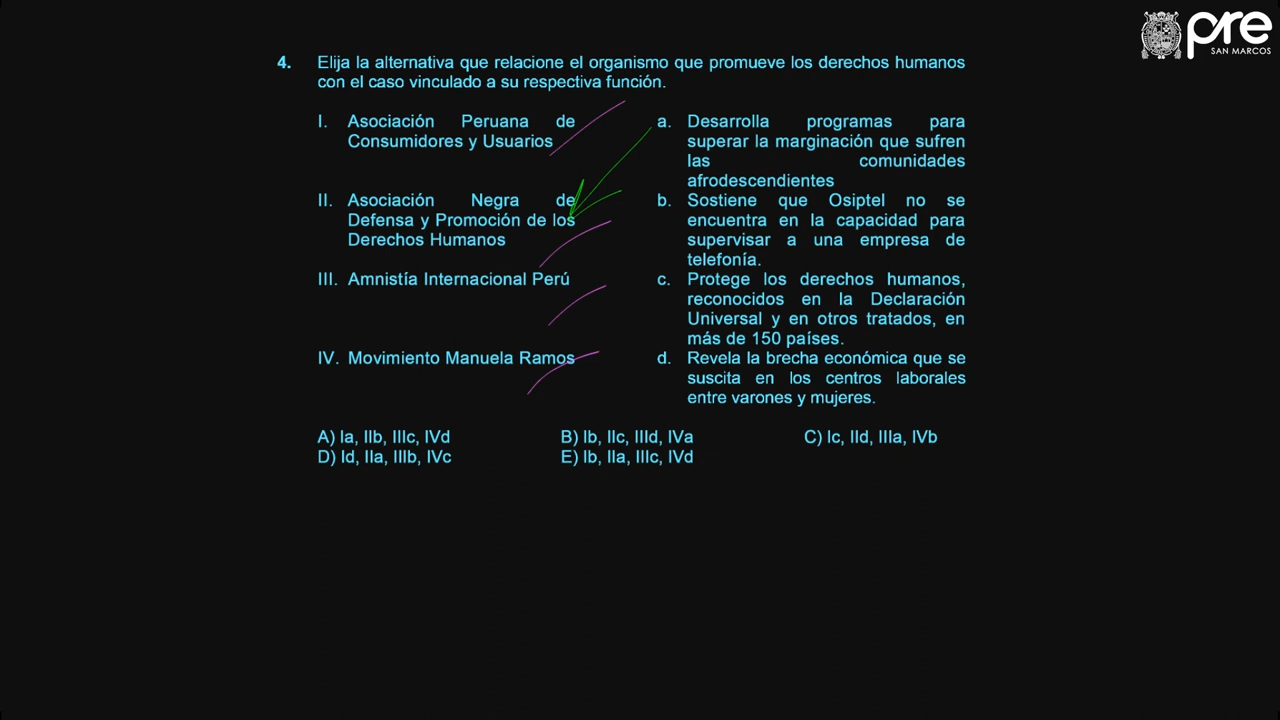 pre
SAN MARCOS
4. Elija la alternativa que relacione el organismo que promueve los derechos humanos
con el caso vinculado a su respectiva función.
I. Asociación Peruana de
Consumidores y Usuarios
a. Desarrolla programas para
superar la marginación que sufren
las comunidades
afrodescendientes
II. Asociación Negra de
Defensa y Promoción de los
Derechos Humanos
b. Sostiene que Osiptel no se
encuentra en la capacidad para
supervisar a una empresa de
telefonía.
III. Amnistía Internacional Perú
c. Protege los derechos humanos,
reconocidos en la Declaración
Universal y en otros tratados, en
más de 150 países.
IV. Movimiento Manuela Ramos
d. Revela la brecha económica que se
suscita en los centros laborales
entre varones y mujeres.
A) Ia, IIb, IIIc, IVd B) Ib, IIc, IIId, IVa C) Ic, IId, IIIa, IVb
D) Id, IIa, IIIb, IVc E) Ib, IIa, IIIc, IVd